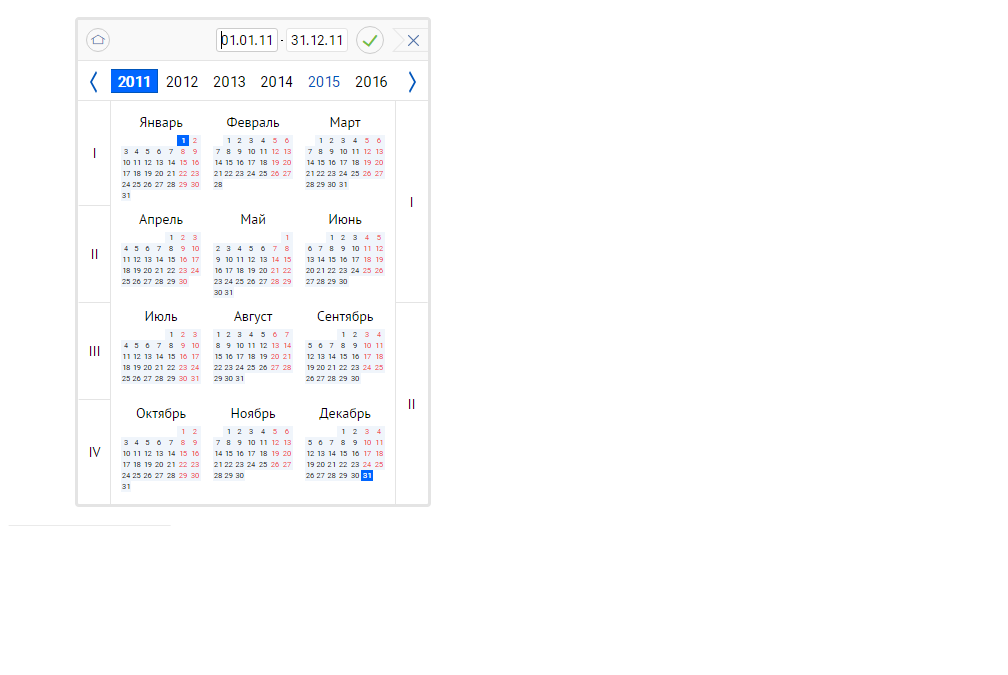 01.01.11 - 31.12.11
2011 2012 2013 2014 2015 2016
I
II
III
IV
Январь
1 2
3 4 5 6 7 8 9
10 11 12 13 14 15 16
17 18 19 20 21 22 23
24 25 26 27 28 29 30
31
Февраль
1 2 3 4 5 6
7 8 9 10 11 12 13
14 15 16 17 18 19 20
21 22 23 24 25 26 27
28
Март
1 2 3 4 5 6
7 8 9 10 11 12 13
14 15 16 17 18 19 20
21 22 23 24 25 26 27
28 29 30 31
Апрель
1 2 3
4 5 6 7 8 9 10
11 12 13 14 15 16 17
18 19 20 21 22 23 24
25 26 27 28 29 30
Май
1
2 3 4 5 6 7 8
9 10 11 12 13 14 15
16 17 18 19 20 21 22
23 24 25 26 27 28 29
30 31
Июнь
1 2 3 4 5
6 7 8 9 10 11 12
13 14 15 16 17 18 19
20 21 22 23 24 25 26
27 28 29 30
Июль
1 2 3
4 5 6 7 8 9 10
11 12 13 14 15 16 17
18 19 20 21 22 23 24
25 26 27 28 29 30 31
Август
1 2 3 4 5 6 7
8 9 10 11 12 13 14
15 16 17 18 19 20 21
22 23 24 25 26 27 28
29 30 31
Сентябрь
1 2 3 4
5 6 7 8 9 10 11
12 13 14 15 16 17 18
19 20 21 22 23 24 25
26 27 28 29 30
Октябрь
1 2
3 4 5 6 7 8 9
10 11 12 13 14 15 16
17 18 19 20 21 22 23
24 25 26 27 28 29 30
31
Ноябрь
1 2 3 4 5 6
7 8 9 10 11 12 13
14 15 16 17 18 19 20
21 22 23 24 25 26 27
28 29 30
Декабрь
1 2 3 4
5 6 7 8 9 10 11
12 13 14 15 16 17 18
19 20 21 22 23 24 25
26 27 28 29 30 31
I
II